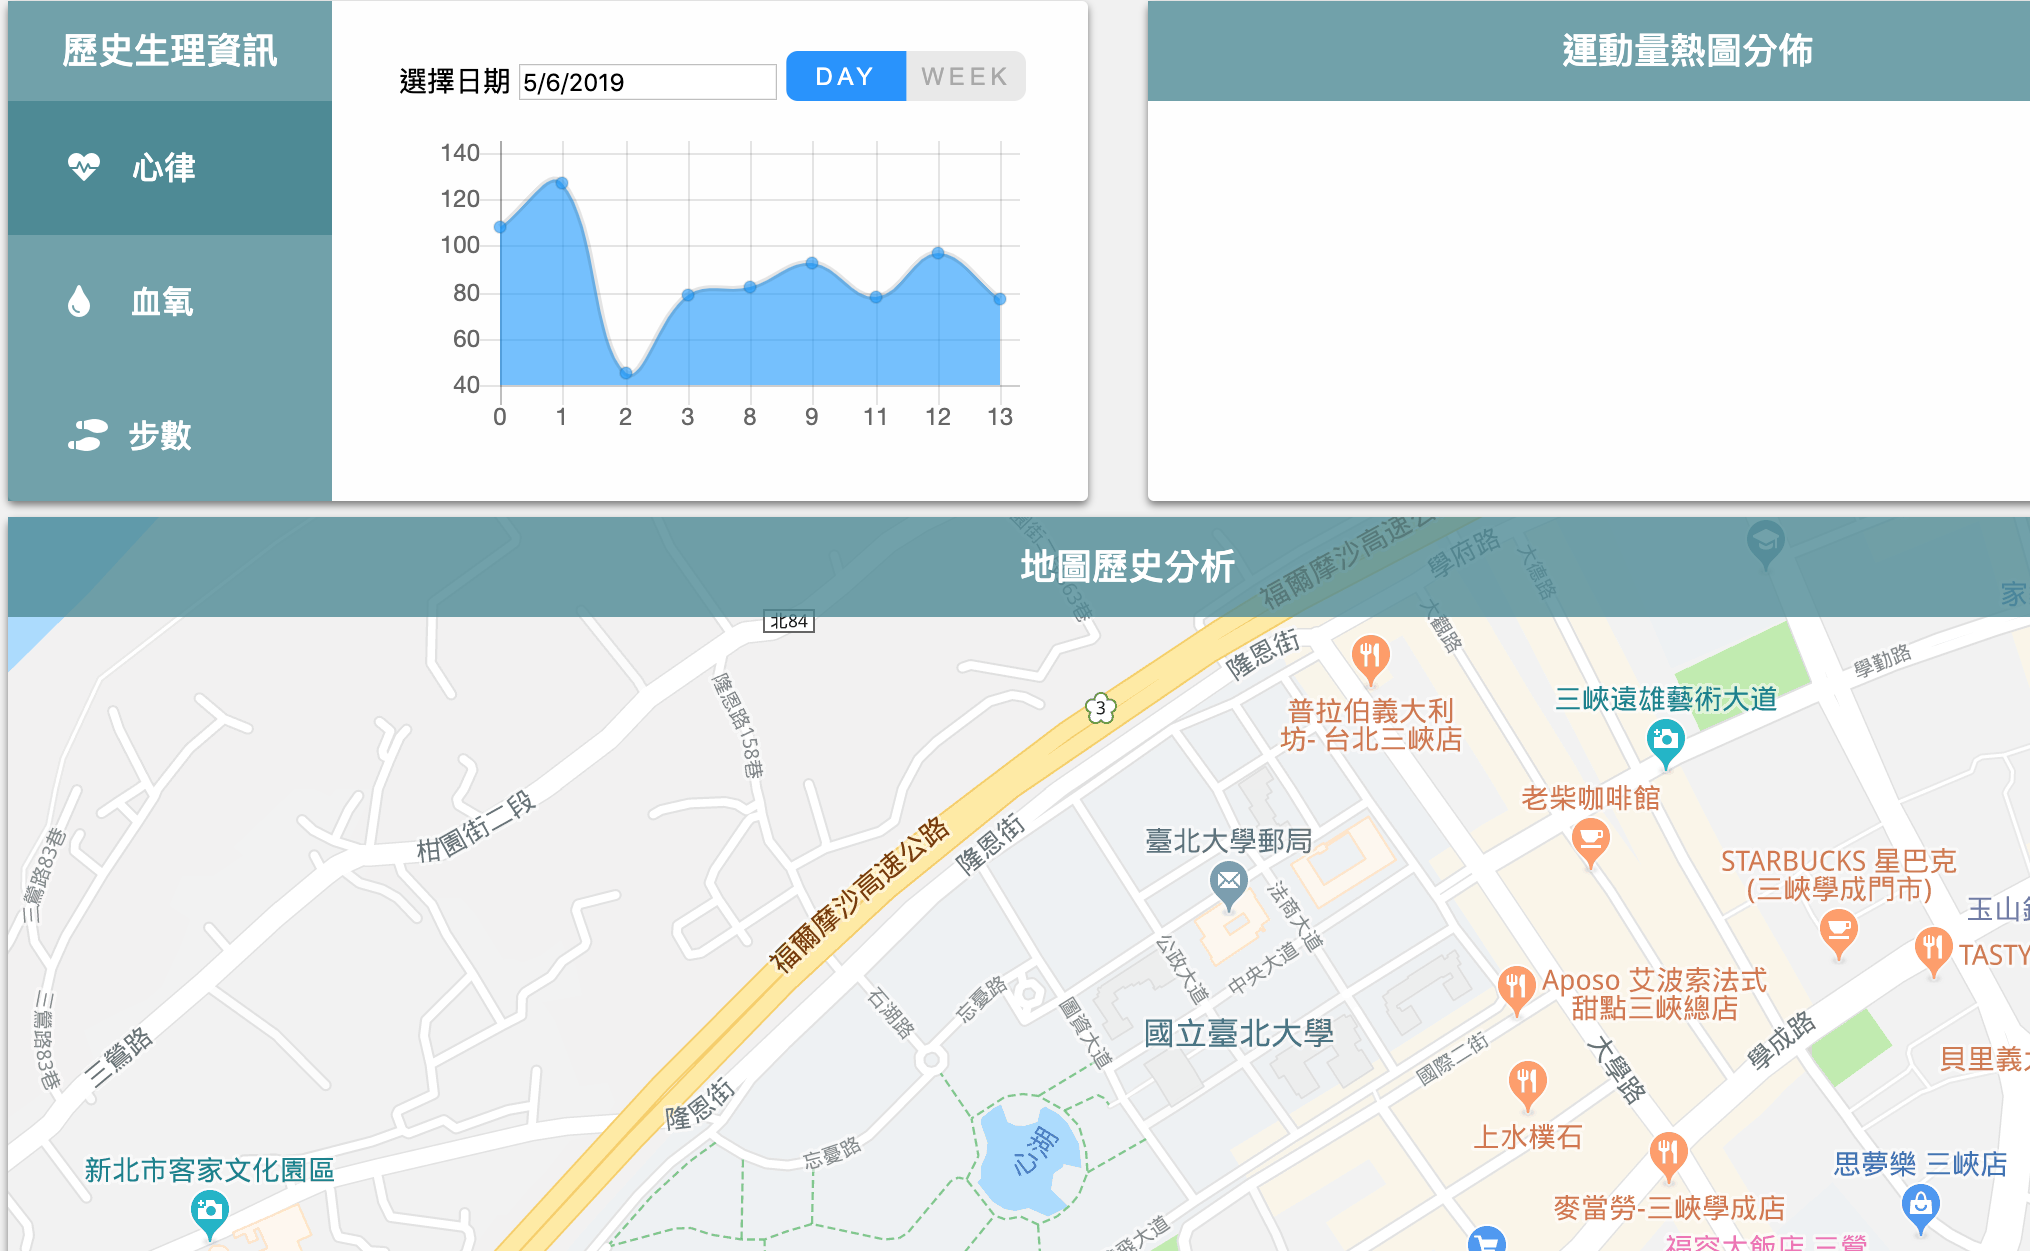 歷史生理資訊
心律
血氧
步數
選擇日期 5/6/2019
DAY
WEEK
140
120
100
80
60
40
0 1 2 3 8 9 11 12 13
運動量熱圖分佈
地圖歷史分析
北84
福爾摩沙高速公
學府路
大德路
大觀路
隆恩街
學勤路
3
普拉伯義大利
坊- 台北三峽店
三峽遠雄藝術大道
隆恩路158巷
老柴咖啡館
柑園街二段
三鶯路83巷
福爾摩沙高速公路
隆恩街
臺北大學郵局
STARBUCKS 星巴克
(三峽學成門市)
法商大道
公政大道
中央大道
玉山
TASTY
Aposo 艾波索法式
甜點三峽總店
石湖路
忘憂路
圖資大道
國立臺北大學
三鶯路83巷
三鶯路
國際二街
大學路
學成路
貝里義
隆恩街
心湖
上水樸石
忘憂路
新北市客家文化園區
思夢樂 三峽店
麥當勞-三峽學成店
福容大飯店 三鶯
飛大道